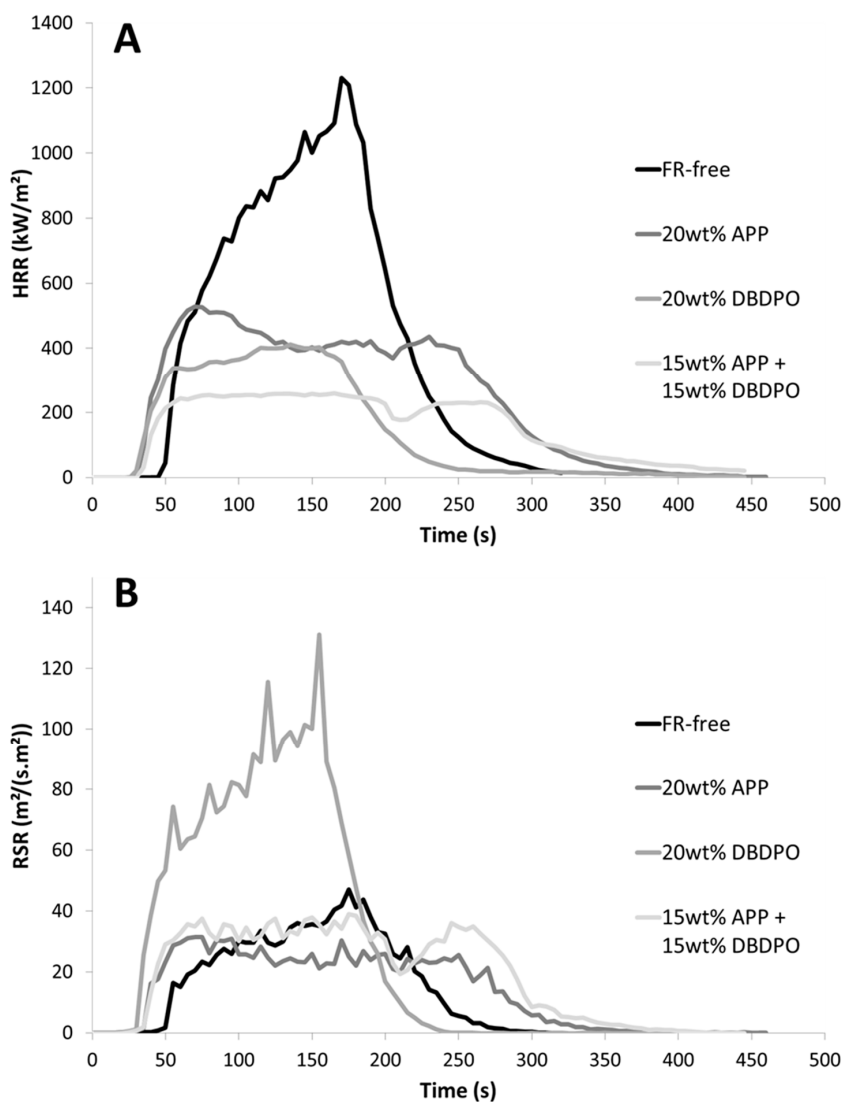 A
1400
1200
1000
800
600
400
200
0
HRR (kW/m²)
0 50 100 150 200 250 300 350 400 450 500
Time (s)
FR-free
20wt% APP
20wt% DBDPO
15wt% APP +
15wt% DBDPO
B
140
120
100
80
60
40
20
0
RSR (m²/(s.m²))
0 50 100 150 200 250 300 350 400 450 500
Time (s)
FR-free
20wt% APP
20wt% DBDPO
15wt% APP +
15wt% DBDPO